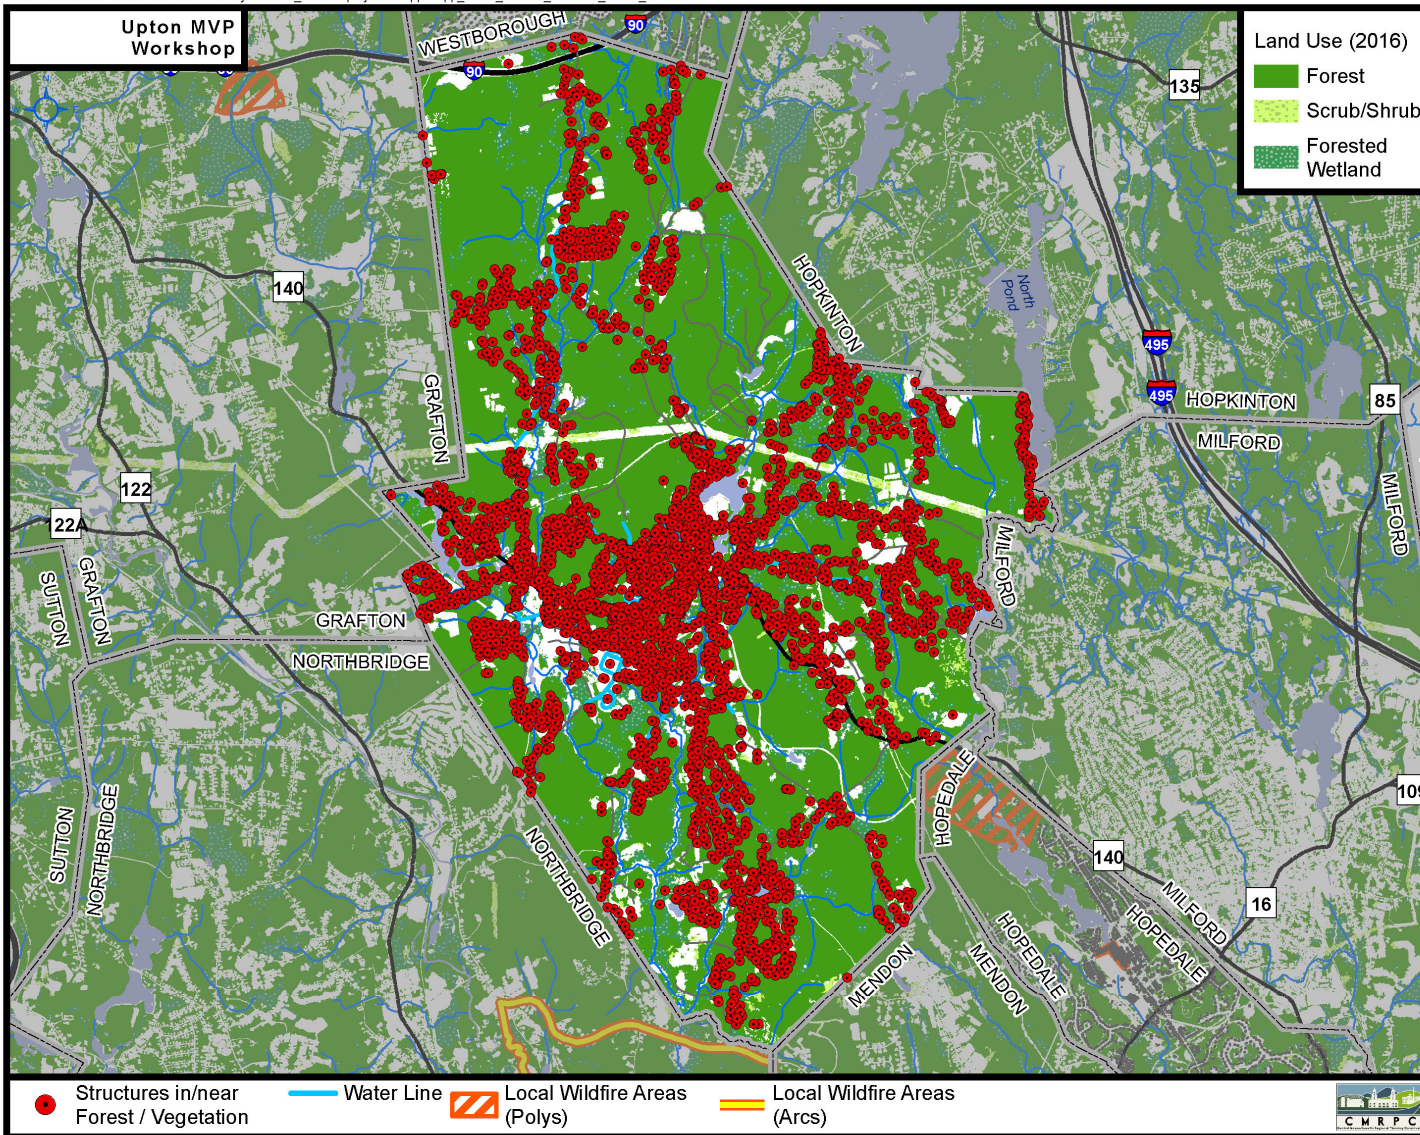 Upton MVP
Workshop
WESTBOROUGH
90
90
Land Use (2016)
Forest
Scrub/Shrub
Forested
Wetland
135
140
HOPKINTON
North
Pond
495
495
HOPKINTON
85
MILFORD
GRAFTON
122
122A
MILFORD
MILFORD
SUTTON
GRAFTON
GRAFTON
NORTHBRIDGE
SUTTON
NORTHBRIDGE
NORTHBRIDGE
HOPEDALE
109
140
16
MILFORD
HOPEDALE
HOPEDALE
MENDON
MENDON
Structures in/near
Forest / Vegetation
Water Line
Local Wildfire Areas
(Polys)
Local Wildfire Areas
(Arcs)
CMRPC